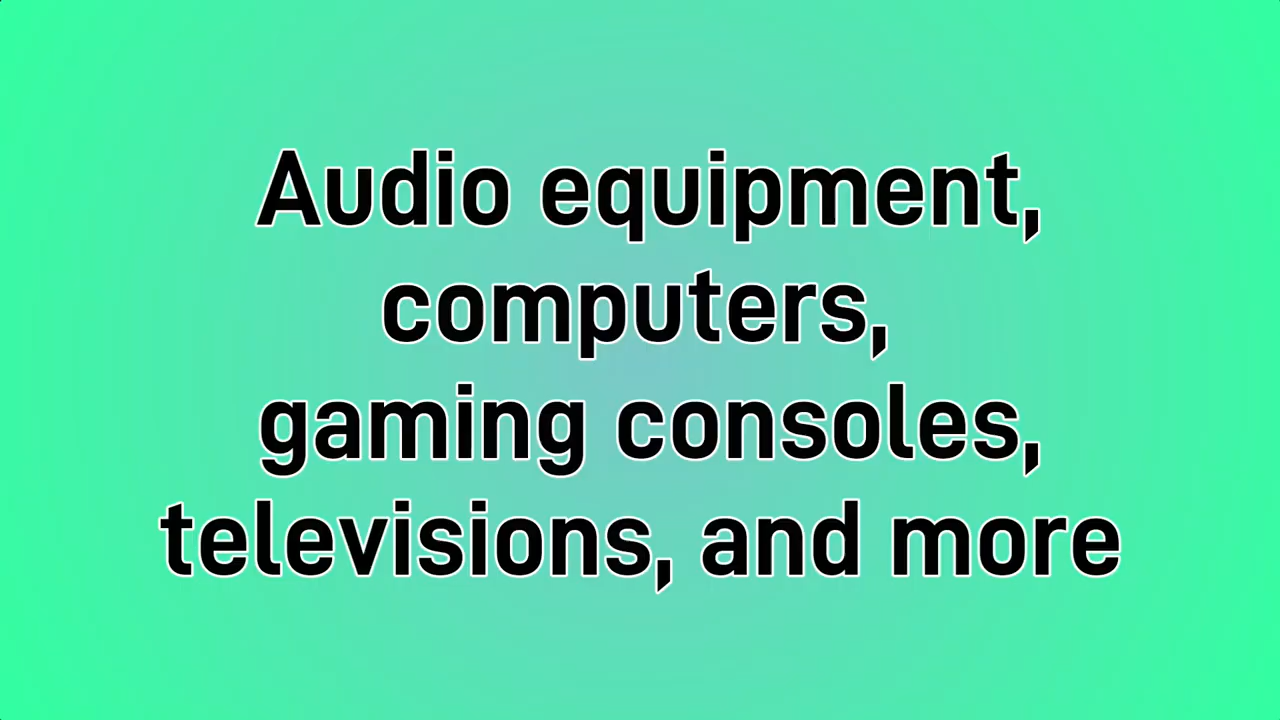 Audio equipment,
computers,
gaming consoles,
televisions, and more